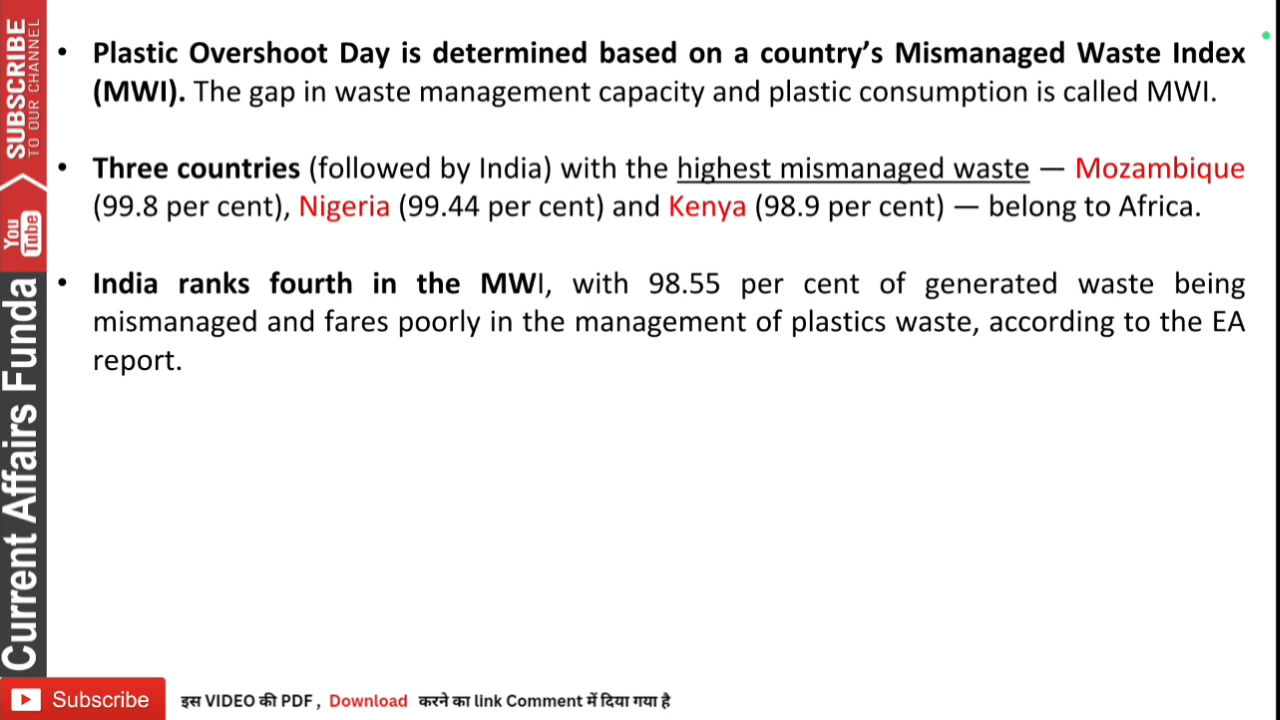 • Plastic Overshoot Day is determined based on a country’s Mismanaged Waste Index
(MWI). The gap in waste management capacity and plastic consumption is called MWI.
• Three countries (followed by India) with the highest mismanaged waste — Mozambique
(99.8 per cent), Nigeria (99.44 per cent) and Kenya (98.9 per cent) — belong to Africa.
• India ranks fourth in the MWI, with 98.55 per cent of generated waste being
mismanaged and fares poorly in the management of plastics waste, according to the EA
report.
SUBSCRIBE
TO OUR CHANNEL
You
Tube
Current Affairs Funda
Subscribe
इस VIDEO की PDF , Download करने का link Comment में दिया गया है